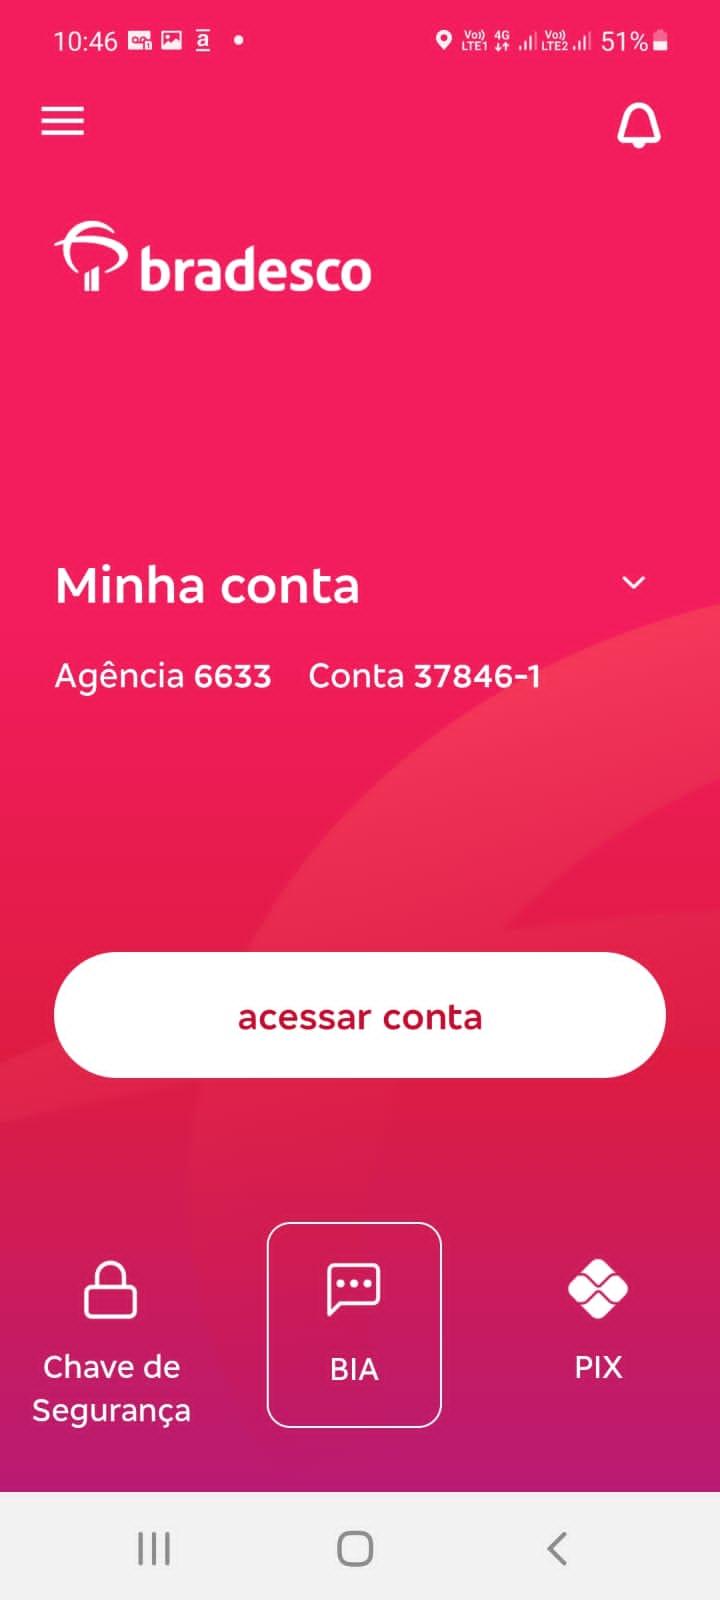 10:46 a Vo)) LTE1 4G Vo)) LTE2 51%
bradesco
Minha conta
Agência 6633 Conta 37846-1
acessar conta
Chave de
Segurança
BIA
PIX